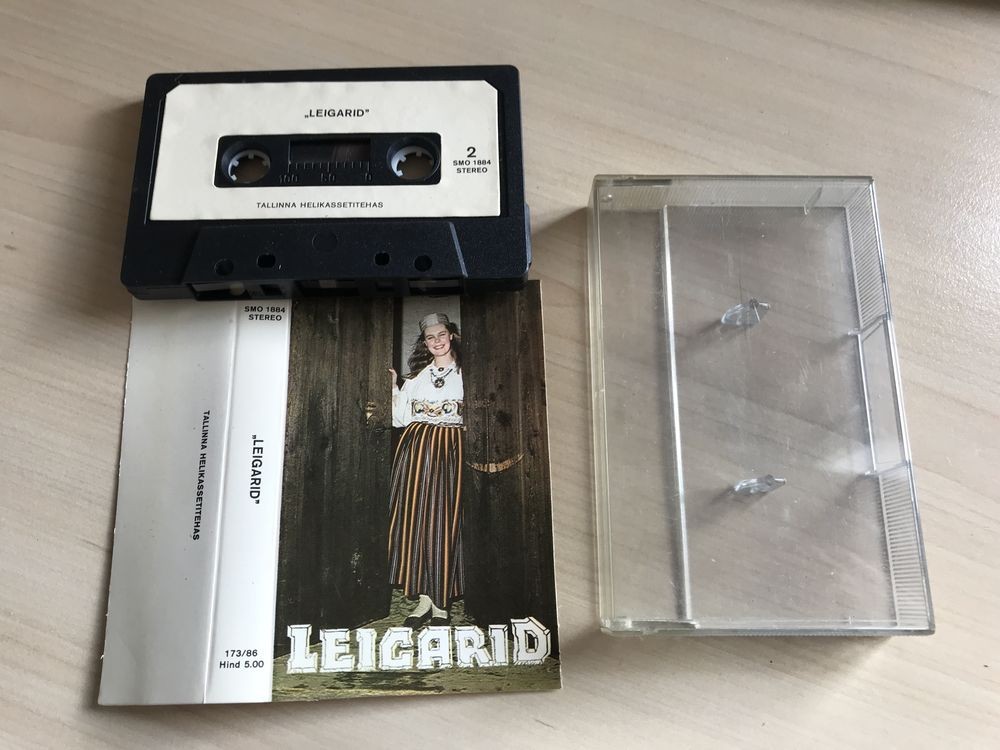 „LEIGARID”
2
SMO 1884
STEREO
100 50 0
TALLINNA HELIKASSETITEHAS
SMO 1884
STEREO
TALLINNA HELIKASSETITEHAS
„LEIGARID”
173/86
Hind 5.00
LEIGARID